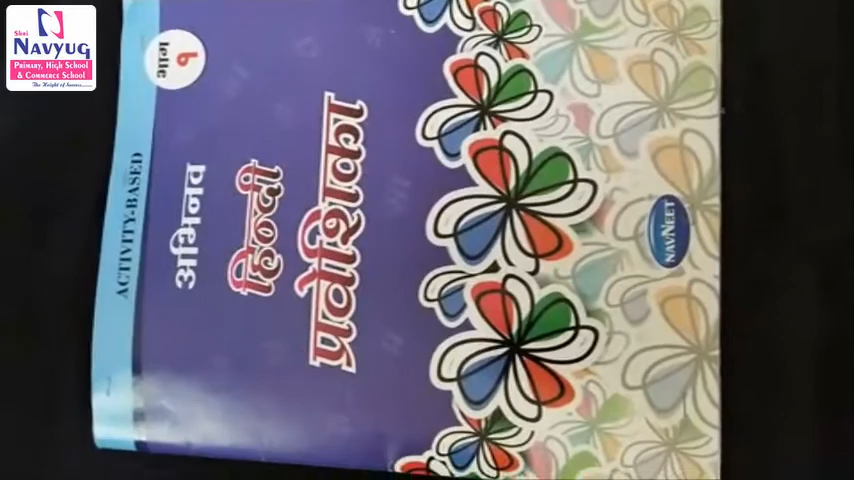 Shri
NAVYUG
PRIMARY, HIGH SCHOOL
& COMMERCE SCHOOL
The Height of Success......
ACTIVITY-BASED
अभिनव
हिन्दी
प्रवेशिका
NAVNEET